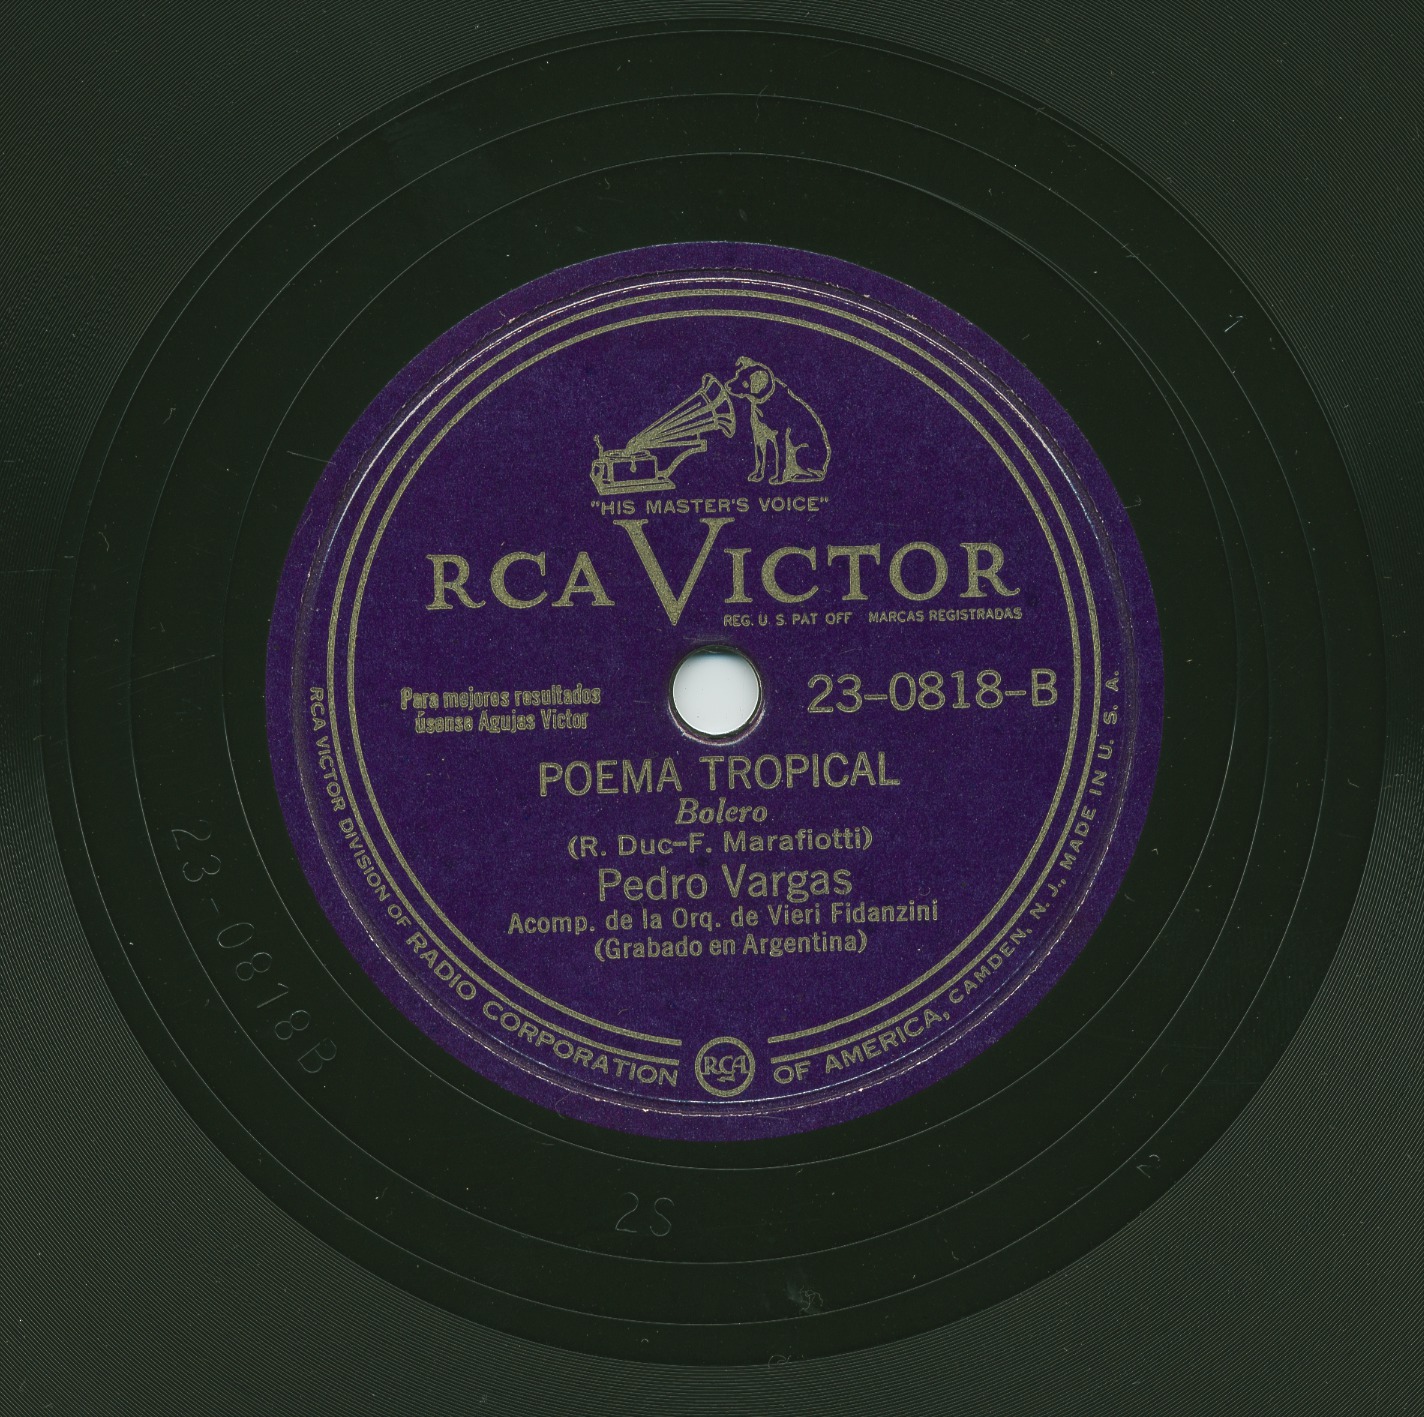 "HIS MASTER'S VOICE"
RCA VICTOR
REG. U. S. PAT OFF MARCAS REGISTRADAS
Para mejores resultados
úsense Agujas Victor
23-0818-B
POEMA TROPICAL
Bolero
(R. Duc-F. Marafiotti)
Pedro Vargas
Acomp. de la Orq. de Vieri Fidanzini
(Grabado en Argentina)
RCA VICTOR DIVISION OF RADIO CORPORATION OF AMERICA, CAMDEN, N. J., MADE IN U. S. A.
RCA
23-0818B
2S
1